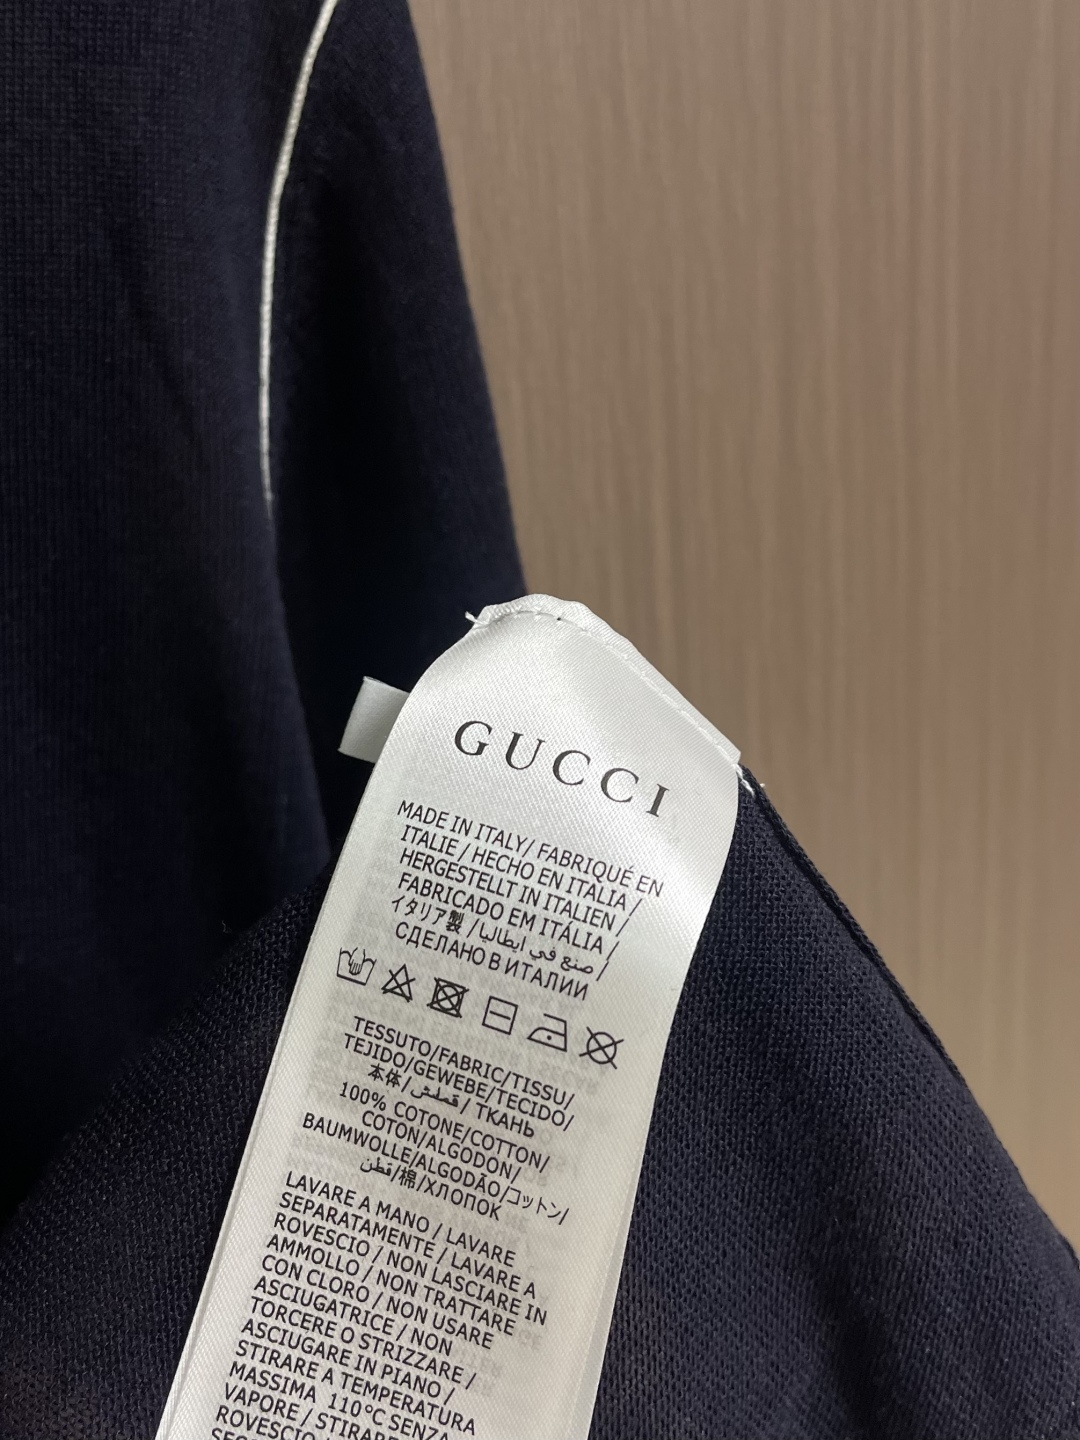 GUCCI
MADE IN ITALY/ FABRIQUÉ EN
ITALIE / HECHO EN ITALIA /
HERGESTELLT IN ITALIEN /
FABRICADO EM ITÁLIA /
イタリア製 / صنع في ايطاليا /
СДЕЛАНО В ИТАЛИИ
TESSUTO/FABRIC/TISSU/
TEJIDO/GEWEBE/TECIDO/
本体/قماش/ ТКАНЬ
100% COTONE/COTTON/
COTON/ALGODON/
BAUMWOLLE/ALGODÃO/コットン/
قطن/棉/ХЛОПОК
LAVARE A MANO / LAVARE
SEPARATAMENTE / LAVARE A
ROVESCIO / NON LASCIARE IN
AMMOLLO / NON TRATTARE
CON CLORO / NON USARE
ASCIUGATRICE / NON
TORCERE O STRIZZARE /
ASCIUGARE IN PIANO /
STIRARE A TEMPERATURA
MASSIMA 110°C SENZA
VAPORE / STIRARE
ROVESCIO